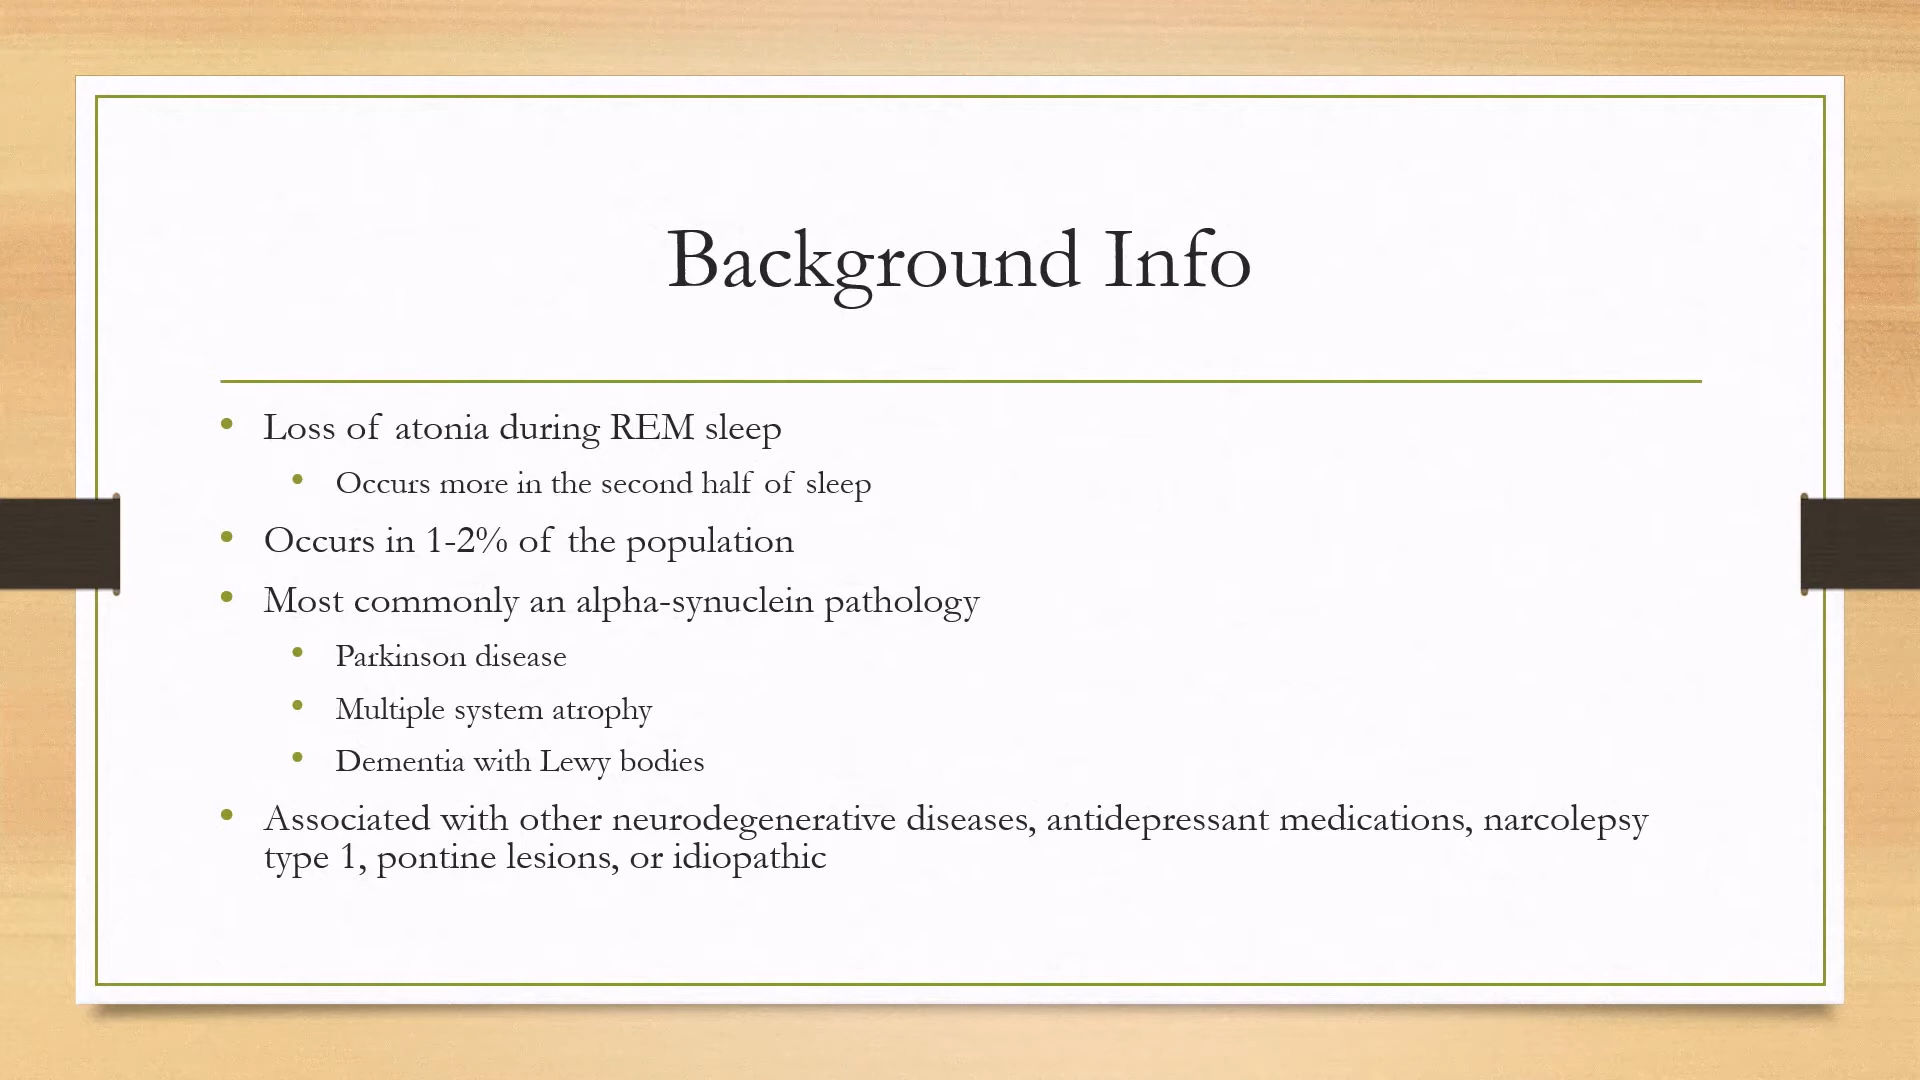 Background Info
• Loss of atonia during REM sleep
• Occurs more in the second half of sleep
• Occurs in 1-2% of the population
• Most commonly an alpha-synuclein pathology
• Parkinson disease
• Multiple system atrophy
• Dementia with Lewy bodies
• Associated with other neurodegenerative diseases, antidepressant medications, narcolepsy
type 1, pontine lesions, or idiopathic